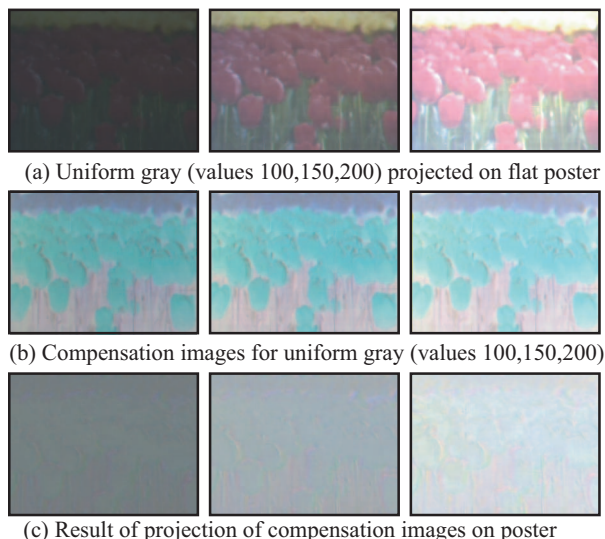 (a) Uniform gray (values 100,150,200) projected on flat poster
(b) Compensation images for uniform gray (values 100,150,200)
(c) Result of projection of compensation images on poster